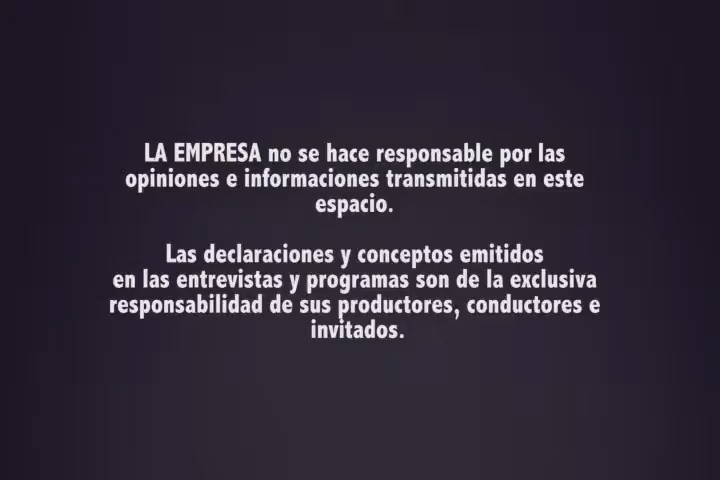 LA EMPRESA no se hace responsable por las
opiniones e informaciones transmitidas en este
espacio.
Las declaraciones y conceptos emitidos
en las entrevistas y programas son de la exclusiva
responsabilidad de sus productores, conductores e
invitados.